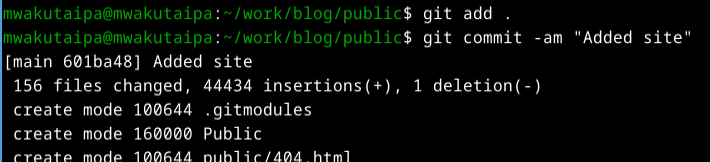 mwakutaipa@mwakutaipa:~/work/blog/public$ git add .
mwakutaipa@mwakutaipa:~/work/blog/public$ git commit -am "Added site"
[main 601ba48] Added site
 156 files changed, 44434 insertions(+), 1 deletion(-)
 create mode 100644 .gitmodules
 create mode 160000 Public
 create mode 100644 public/404.html